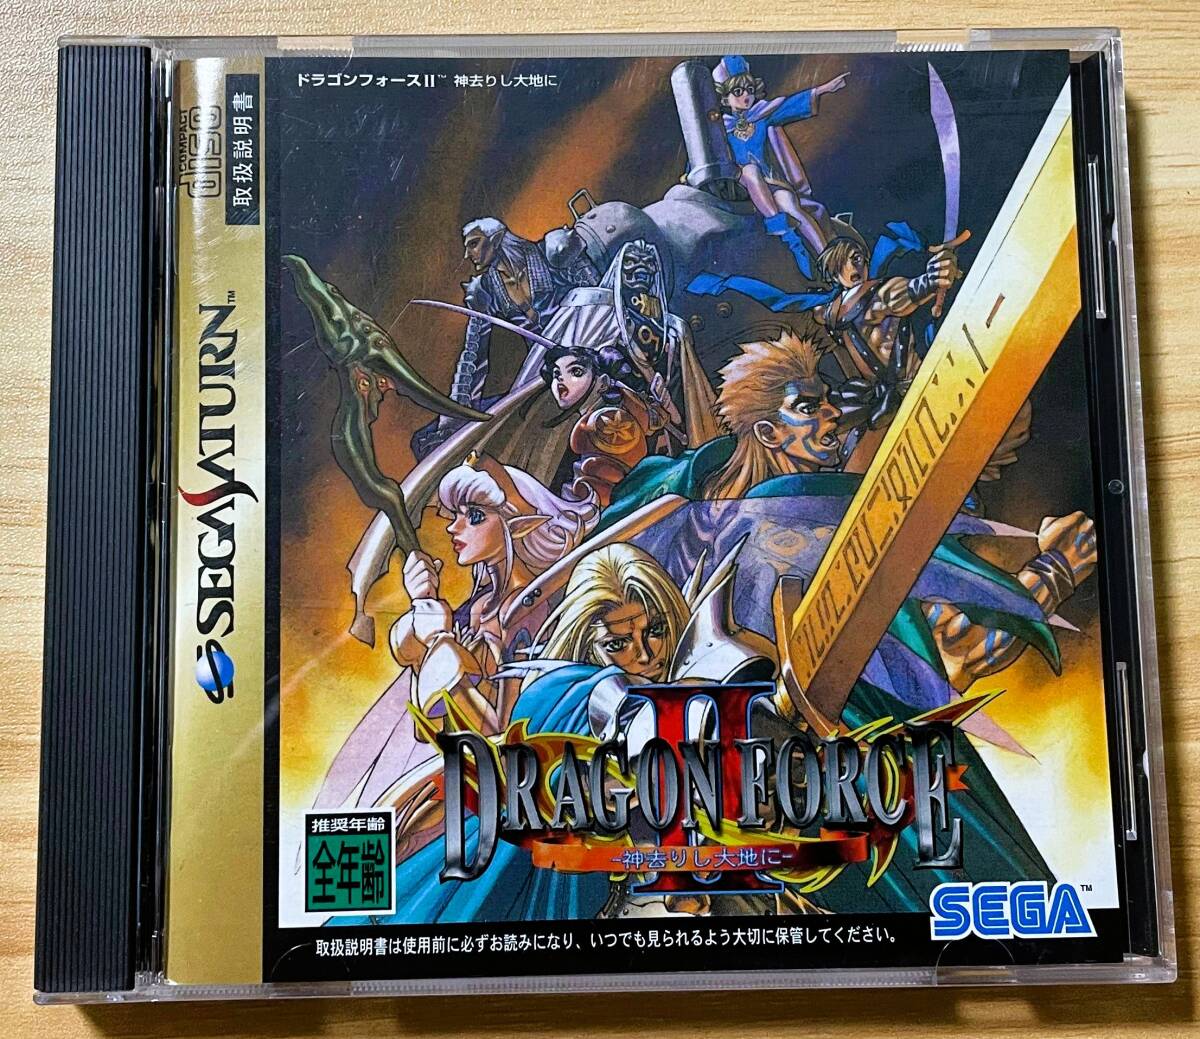 ドラゴンフォースII™ 神去りし大地に
COMPACT
disc
取扱説明書
SEGA SATURN™
II
DRAGON FORCE
-神去りし大地に-
推奨年齢
全年齢
SEGA™
取扱説明書は使用前に必ずお読みになり、いつでも見られるよう大切に保管してください。